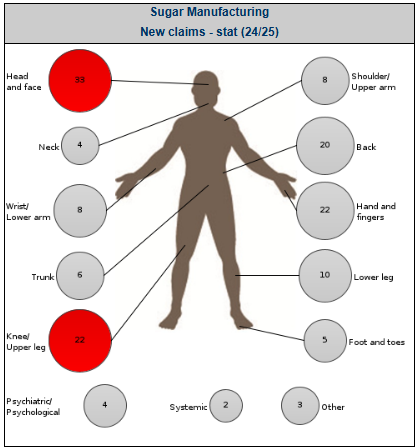 Sugar Manufacturing
New claims - stat (24/25)
Head
and face
33
8
Shoulder/
Upper arm
Neck
4
20
Back
Wrist/
Lower arm
8
22
Hand and
fingers
Trunk
6
10
Lower leg
Knee/
Upper leg
22
5
Foot and toes
Psychiatric/
Psychological
4
Systemic
2
3
Other